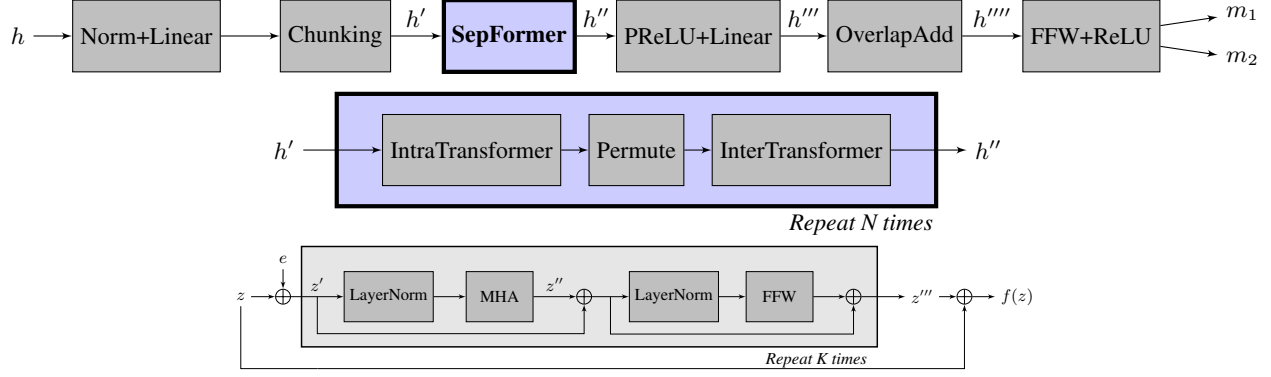 h Norm+Linear Chunking h′ SepFormer h′′ PReLU+Linear h′′′ OverlapAdd h′′′′ FFW+ReLU m1
m2
h′ IntraTransformer Permute InterTransformer h′′
Repeat N times
e
z z′ LayerNorm MHA z′′ LayerNorm FFW z′′′ f(z)
Repeat K times